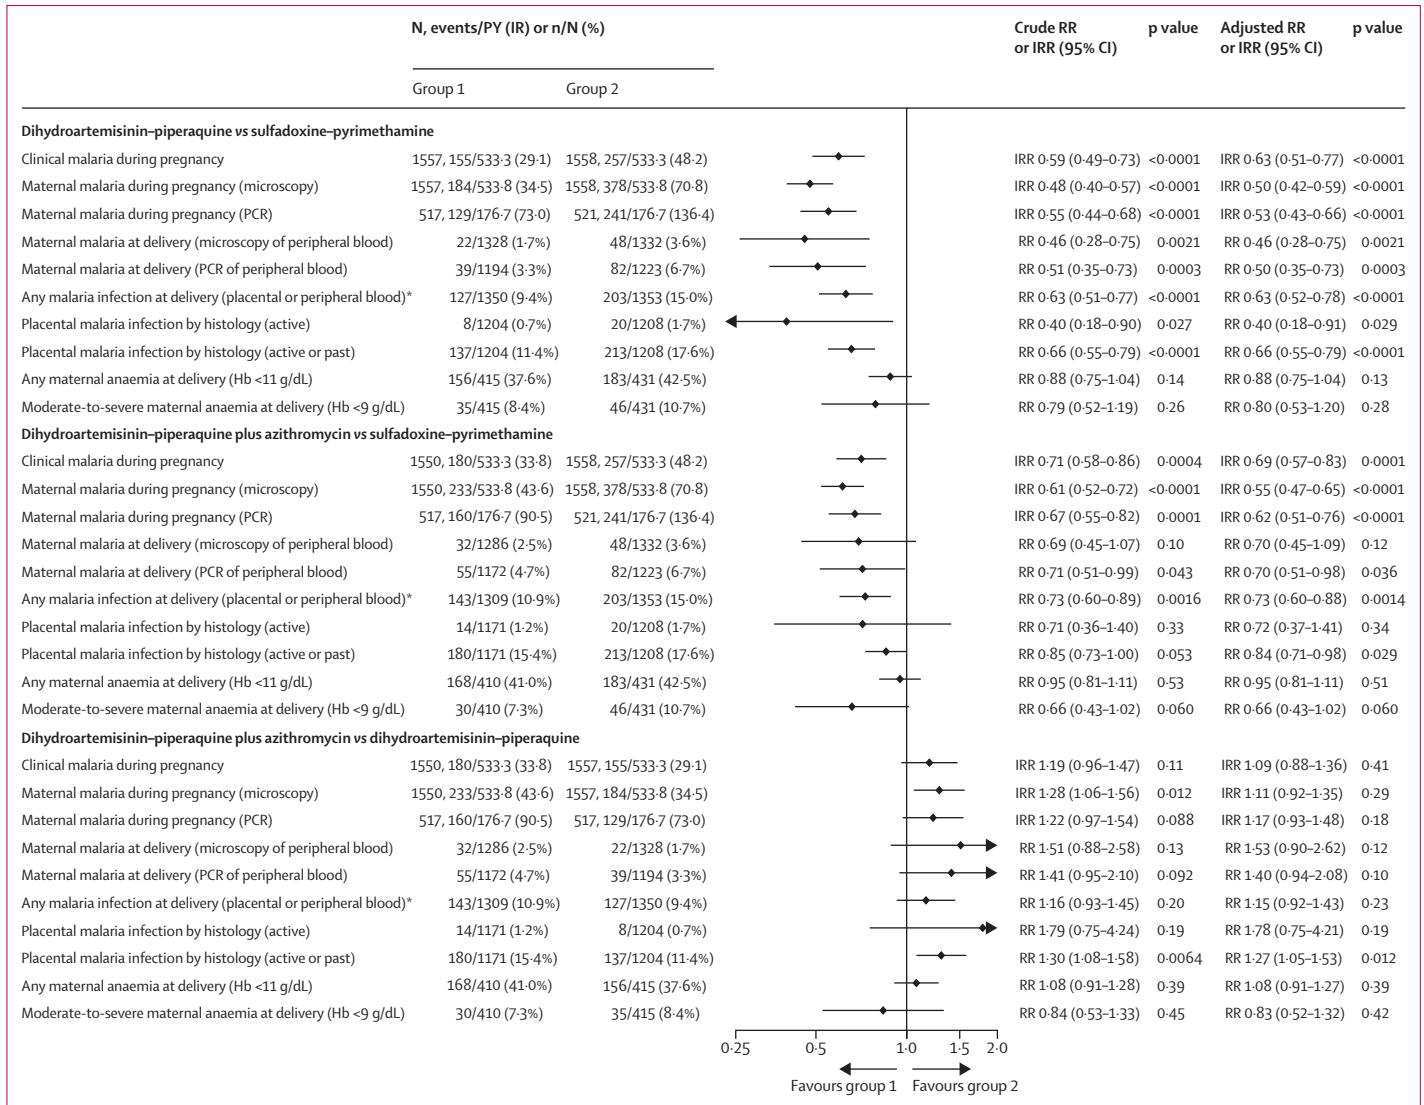 N, events/PY (IR) or n/N (%) Crude RR or IRR (95% CI) p value Adjusted RR or IRR (95% CI) p value
Group 1 Group 2
Dihydroartemisinin–piperaquine vs sulfadoxine–pyrimethamine
Clinical malaria during pregnancy 1557, 155/533·3 (29·1) 1558, 257/533·3 (48·2) IRR 0·59 (0·49–0·73) <0·0001 IRR 0·63 (0·51–0·77) <0·0001
Maternal malaria during pregnancy (microscopy) 1557, 184/533·8 (34·5) 1558, 378/533·8 (70·8) IRR 0·48 (0·40–0·57) <0·0001 IRR 0·50 (0·42–0·59) <0·0001
Maternal malaria during pregnancy (PCR) 517, 129/176·7 (73·0) 521, 241/176·7 (136·4) IRR 0·55 (0·44–0·68) <0·0001 IRR 0·53 (0·43–0·66) <0·0001
Maternal malaria at delivery (microscopy of peripheral blood) 22/1328 (1·7%) 48/1332 (3·6%) RR 0·46 (0·28–0·75) 0·0021 RR 0·46 (0·28–0·75) 0·0021
Maternal malaria at delivery (PCR of peripheral blood) 39/1194 (3·3%) 82/1223 (6·7%) RR 0·51 (0·35–0·73) 0·0003 RR 0·50 (0·35–0·73) 0·0003
Any malaria infection at delivery (placental or peripheral blood)* 127/1350 (9·4%) 203/1353 (15·0%) RR 0·63 (0·51–0·77) <0·0001 RR 0·63 (0·52–0·78) <0·0001
Placental malaria infection by histology (active) 8/1204 (0·7%) 20/1208 (1·7%) RR 0·40 (0·18–0·90) 0·027 RR 0·40 (0·18–0·91) 0·029
Placental malaria infection by histology (active or past) 137/1204 (11·4%) 213/1208 (17·6%) RR 0·66 (0·55–0·79) <0·0001 RR 0·66 (0·55–0·79) <0·0001
Any maternal anaemia at delivery (Hb <11 g/dL) 156/415 (37·6%) 183/431 (42·5%) RR 0·88 (0·75–1·04) 0·14 RR 0·88 (0·75–1·04) 0·13
Moderate-to-severe maternal anaemia at delivery (Hb <9 g/dL) 35/415 (8·4%) 46/431 (10·7%) RR 0·79 (0·52–1·19) 0·26 RR 0·80 (0·53–1·20) 0·28
Dihydroartemisinin–piperaquine plus azithromycin vs sulfadoxine–pyrimethamine
Clinical malaria during pregnancy 1550, 180/533·3 (33·8) 1558, 257/533·3 (48·2) IRR 0·71 (0·58–0·86) 0·0004 IRR 0·69 (0·57–0·83) 0·0001
Maternal malaria during pregnancy (microscopy) 1550, 233/533·8 (43·6) 1558, 378/533·8 (70·8) IRR 0·61 (0·52–0·72) <0·0001 IRR 0·55 (0·47–0·65) <0·0001
Maternal malaria during pregnancy (PCR) 517, 160/176·7 (90·5) 521, 241/176·7 (136·4) IRR 0·67 (0·55–0·82) 0·0001 IRR 0·62 (0·51–0·76) <0·0001
Maternal malaria at delivery (microscopy of peripheral blood) 32/1286 (2·5%) 48/1332 (3·6%) RR 0·69 (0·45–1·07) 0·10 RR 0·70 (0·45–1·09) 0·12
Maternal malaria at delivery (PCR of peripheral blood) 55/1172 (4·7%) 82/1223 (6·7%) RR 0·71 (0·51–0·99) 0·043 RR 0·70 (0·51–0·98) 0·036
Any malaria infection at delivery (placental or peripheral blood)* 143/1309 (10·9%) 203/1353 (15·0%) RR 0·73 (0·60–0·89) 0·0016 RR 0·73 (0·60–0·88) 0·0014
Placental malaria infection by histology (active) 14/1171 (1·2%) 20/1208 (1·7%) RR 0·71 (0·36–1·40) 0·33 RR 0·72 (0·37–1·41) 0·34
Placental malaria infection by histology (active or past) 180/1171 (15·4%) 213/1208 (17·6%) RR 0·85 (0·73–1·00) 0·053 RR 0·84 (0·71–0·98) 0·029
Any maternal anaemia at delivery (Hb <11 g/dL) 168/410 (41·0%) 183/431 (42·5%) RR 0·95 (0·81–1·11) 0·53 RR 0·95 (0·81–1·11) 0·51
Moderate-to-severe maternal anaemia at delivery (Hb <9 g/dL) 30/410 (7·3%) 46/431 (10·7%) RR 0·66 (0·43–1·02) 0·060 RR 0·66 (0·43–1·02) 0·060
Dihydroartemisinin–piperaquine plus azithromycin vs dihydroartemisinin–piperaquine
Clinical malaria during pregnancy 1550, 180/533·3 (33·8) 1557, 155/533·3 (29·1) IRR 1·19 (0·96–1·47) 0·11 IRR 1·09 (0·88–1·36) 0·41
Maternal malaria during pregnancy (microscopy) 1550, 233/533·8 (43·6) 1557, 184/533·8 (34·5) IRR 1·28 (1·06–1·56) 0·012 IRR 1·11 (0·92–1·35) 0·29
Maternal malaria during pregnancy (PCR) 517, 160/176·7 (90·5) 517, 129/176·7 (73·0) IRR 1·22 (0·97–1·54) 0·088 IRR 1·17 (0·93–1·48) 0·18
Maternal malaria at delivery (microscopy of peripheral blood) 32/1286 (2·5%) 22/1328 (1·7%) RR 1·51 (0·88–2·58) 0·13 RR 1·53 (0·90–2·62) 0·12
Maternal malaria at delivery (PCR of peripheral blood) 55/1172 (4·7%) 39/1194 (3·3%) RR 1·41 (0·95–2·10) 0·092 RR 1·40 (0·94–2·08) 0·10
Any malaria infection at delivery (placental or peripheral blood)* 143/1309 (10·9%) 127/1350 (9·4%) RR 1·16 (0·93–1·45) 0·20 RR 1·15 (0·92–1·43) 0·23
Placental malaria infection by histology (active) 14/1171 (1·2%) 8/1204 (0·7%) RR 1·79 (0·75–4·24) 0·19 RR 1·78 (0·75–4·21) 0·19
Placental malaria infection by histology (active or past) 180/1171 (15·4%) 137/1204 (11·4%) RR 1·30 (1·08–1·58) 0·0064 RR 1·27 (1·05–1·53) 0·012
Any maternal anaemia at delivery (Hb <11 g/dL) 168/410 (41·0%) 156/415 (37·6%) RR 1·08 (0·91–1·28) 0·39 RR 1·08 (0·91–1·27) 0·39
Moderate-to-severe maternal anaemia at delivery (Hb <9 g/dL) 30/410 (7·3%) 35/415 (8·4%) RR 0·84 (0·53–1·33) 0·45 RR 0·83 (0·52–1·32) 0·42
0·25 0·5 1·0 1·5 2·0
Favours group 1 Favours group 2